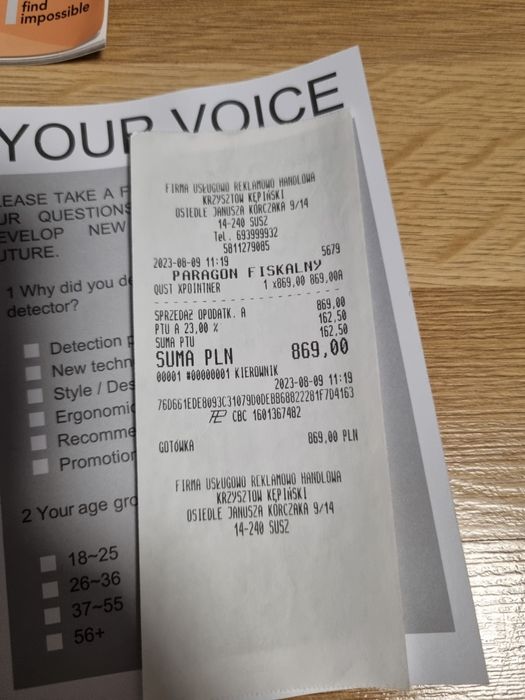 find
impossible
YOUR VOICE
EASE TAKE A F
UR QUESTIONS
EVELOP NEW
UTURE.
1 Why did you d
detector?
Detection p
New techn
Style / Des
Ergonomic
Recomme
Promotion
2 Your age gro
18~25
26~36
37~55
56+
FIRMA USŁUGOWO REKLAMOWO HANDLOWA
KRZYSZTOW KĘPIŃSKI
OSIEDLE JANUSZA KORCZAKA 9/14
14-240 SUSZ
Tel. 693999932
5811279085
2023-08-09 11:19 5679
PARAGON FISKALNY
QUST XPOINTNER 1 x869,00 869,00A
SPRZEDAŻ OPODATK. A 869,00
PTU A 23,00 % 162,50
SUMA PTU 162,50
SUMA PLN 869,00
00001 #00000001 KIEROWNIK
2023-08-09 11:19
76D661EDE8093C31079D0DEBB68B22281F7D4163
CBC 1601367482
GOTÓWKA 869,00 PLN
FIRMA USŁUGOWO REKLAMOWO HANDLOWA
KRZYSZTOW KĘPIŃSKI
OSIEDLE JANUSZA KORCZAKA 9/14
14-240 SUSZ